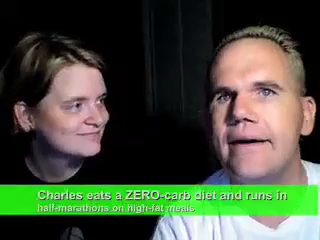 Charles eats a ZERO-carb diet and runs in
half-marathons on high-fat meals